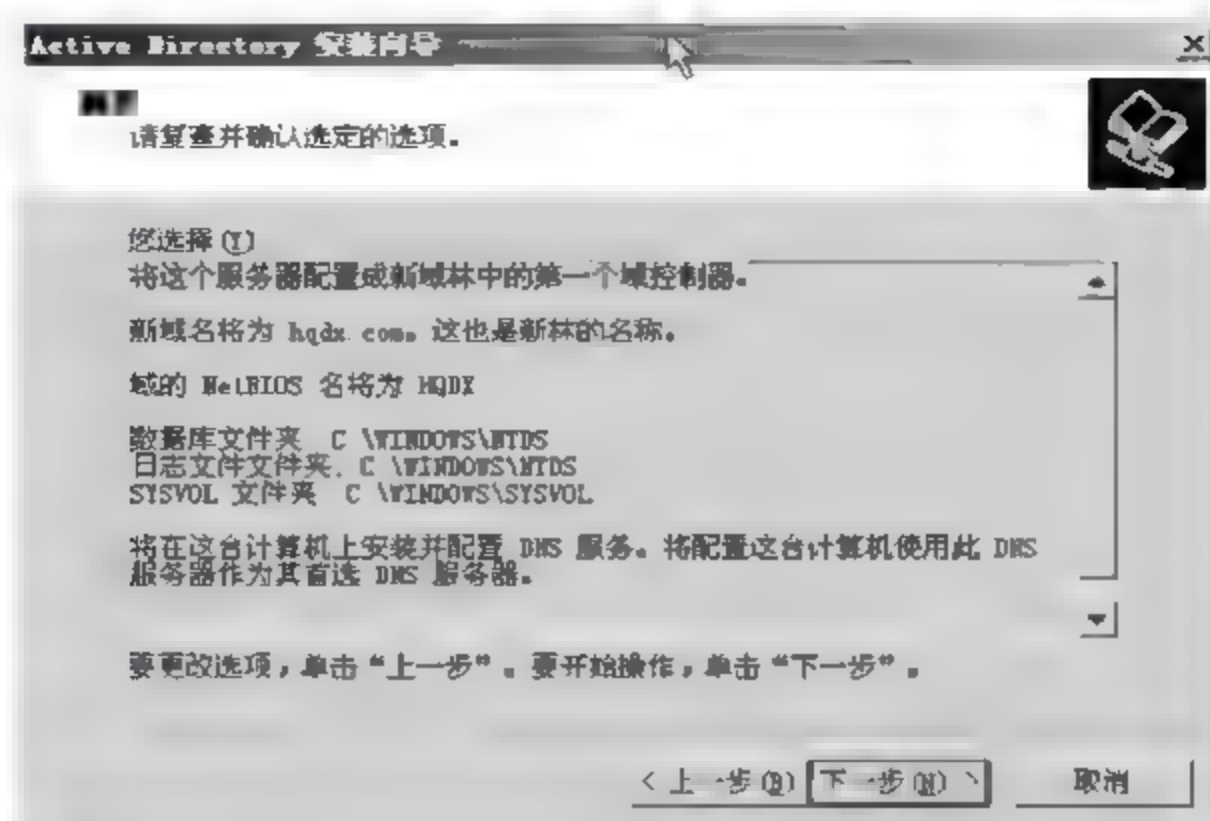 Active Directory 安装向导
摘要
请复查并确认选定的选项。
您选择(Y)
将这个服务器配置成新域林中的第一个域控制器。
新域名将为 hqdx.com。这也是新林的名称。
域的 NetBIOS 名将为 HQDX
数据库文件夹 C \WINDOWS\NTDS
日志文件文件夹. C \WINDOWS\NTDS
SYSVOL 文件夹 C \WINDOWS\SYSVOL
将在这台计算机上安装并配置 DNS 服务。将配置这台计算机使用此 DNS
服务器作为其首选 DNS 服务器。
要更改选项，单击“上一步”。要开始操作，单击“下一步”。
< 上一步(B) 下一步(N) > 取消